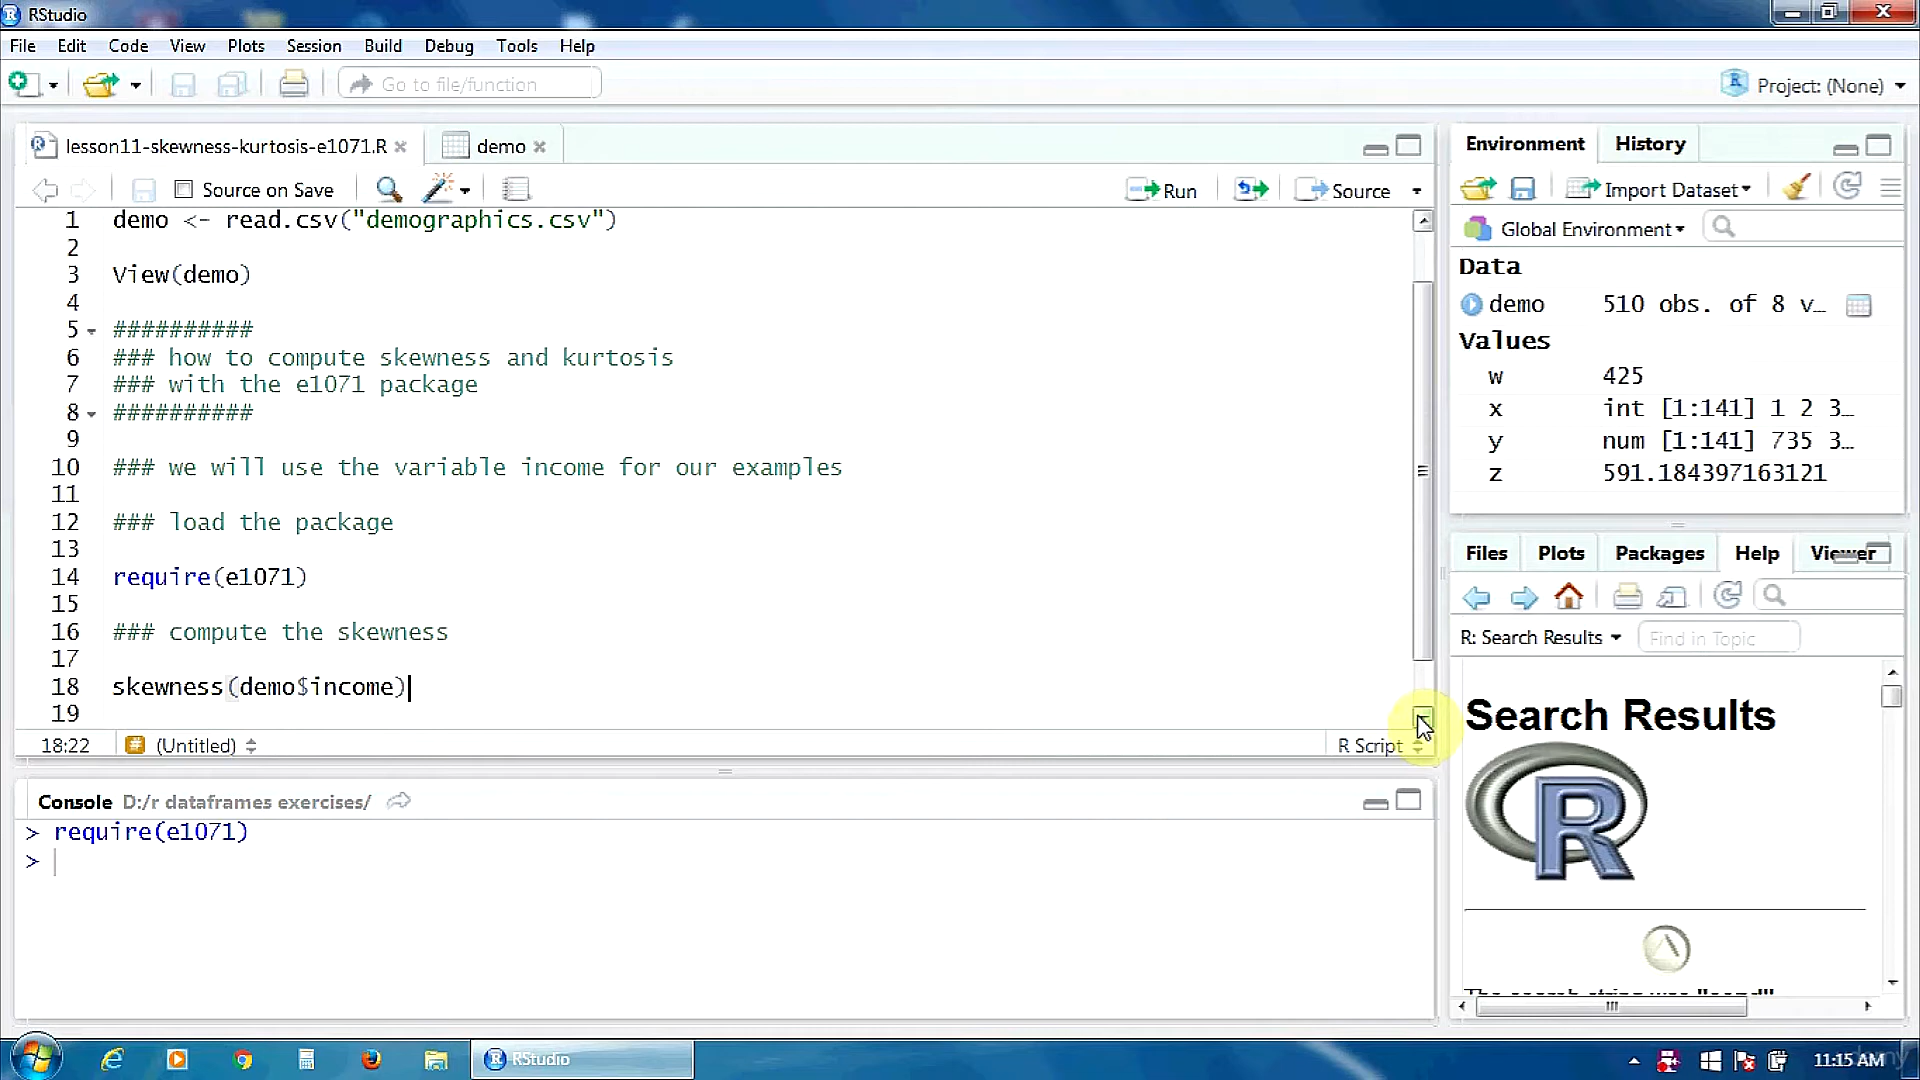 RStudio
File Edit Code View Plots Session Build Debug Tools Help
Go to file/function
Project: (None)
lesson11-skewness-kurtosis-e1071.R
demo
Source on Save
Run
Source
1 demo <- read.csv("demographics.csv")
2
3 View(demo)
4
5 ##########
6 ### how to compute skewness and kurtosis
7 ### with the e1071 package
8 ##########
9
10 ### we will use the variable income for our examples
11
12 ### load the package
13
14 require(e1071)
15
16 ### compute the skewness
17
18 skewness(demo$income)
19
18:22 # (Untitled) R Script
Console D:/r dataframes exercises/
> require(e1071)
>
Environment History
Import Dataset
Global Environment
Data
demo 510 obs. of 8 v…
Values
w 425
x int [1:141] 1 2 3…
y num [1:141] 735 3…
z 591.184397163121
Files Plots Packages Help Viewer
R: Search Results Find in Topic
Search Results
R
RStudio
11:15 AM